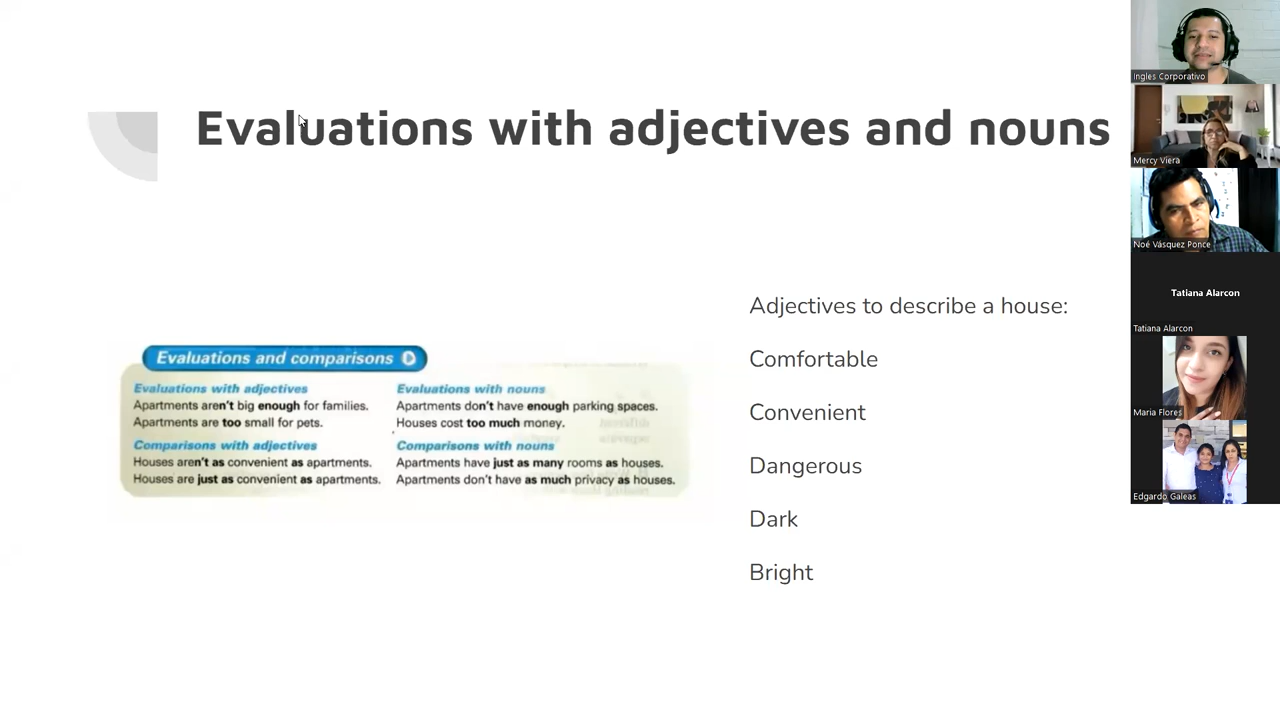 Evaluations with adjectives and nouns
Evaluations and comparisons
Evaluations with adjectives
Apartments aren't big enough for families.
Apartments are too small for pets.
Comparisons with adjectives
Houses aren't as convenient as apartments.
Houses are just as convenient as apartments.
Evaluations with nouns
Apartments don't have enough parking spaces.
Houses cost too much money.
Comparisons with nouns
Apartments have just as many rooms as houses.
Apartments don't have as much privacy as houses.
Adjectives to describe a house:
Comfortable
Convenient
Dangerous
Dark
Bright
Ingles Corporativo
Mercy Viera
Noé Vásquez Ponce
Tatiana Alarcon
Tatiana Alarcon
Maria Flores
Edgardo Galeas